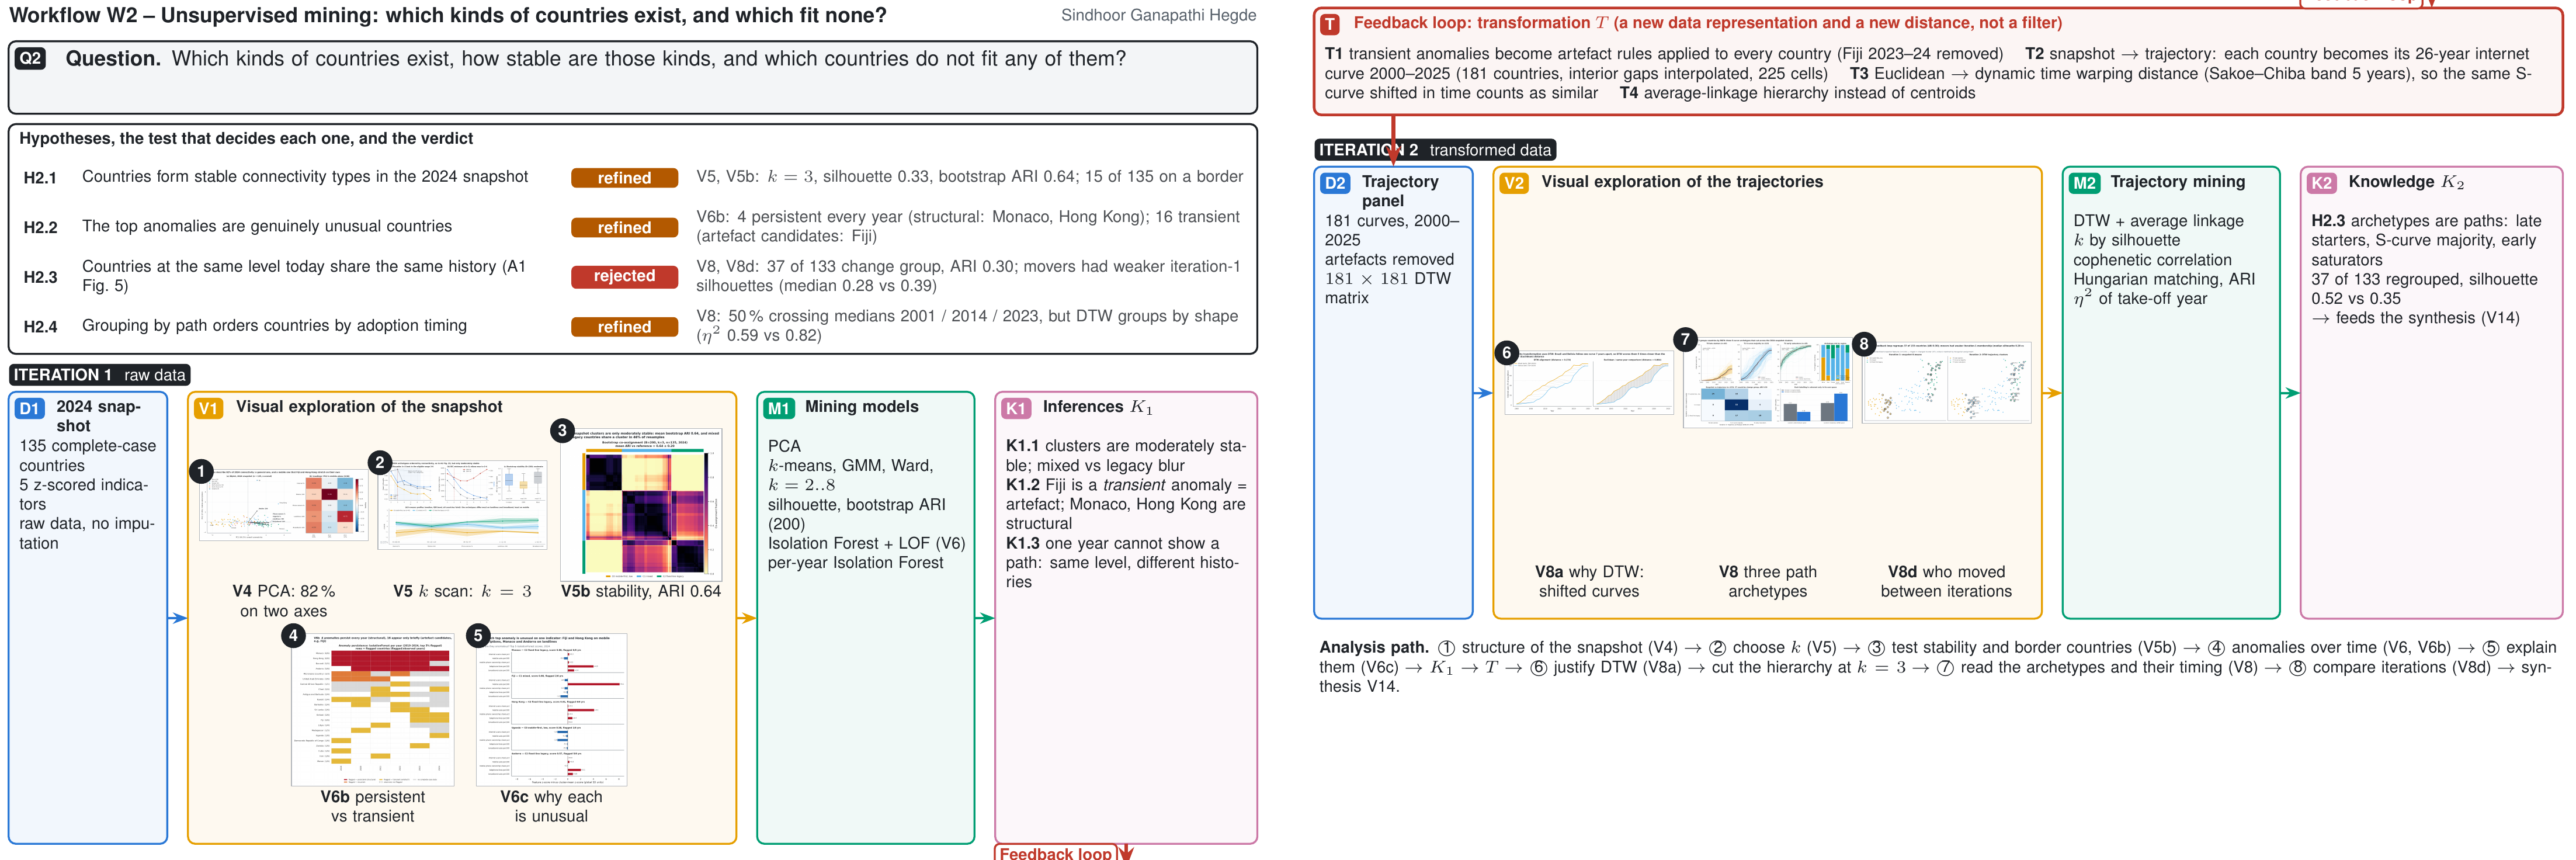 Workflow W2 – Unsupervised mining: which kinds of countries exist, and which fit none?
Sindhoor Ganapathi Hegde
Q2 Question. Which kinds of countries exist, how stable are those kinds, and which countries do not fit any of them?
Hypotheses, the test that decides each one, and the verdict
H2.1 Countries form stable connectivity types in the 2024 snapshot refined V5, V5b: k = 3, silhouette 0.33, bootstrap ARI 0.64; 15 of 135 on a border
H2.2 The top anomalies are genuinely unusual countries refined V6b: 4 persistent every year (structural: Monaco, Hong Kong); 16 transient
(artefact candidates: Fiji)
H2.3 Countries at the same level today share the same history (A1
Fig. 5)
rejected V8, V8d: 37 of 133 change group, ARI 0.30; movers had weaker iteration-1
silhouettes (median 0.28 vs 0.39)
H2.4 Grouping by path orders countries by adoption timing refined V8: 50 % crossing medians 2001 / 2014 / 2023, but DTW groups by shape
(η² 0.59 vs 0.82)
ITERATION 1 raw data
D1 2024 snap-
shot
135 complete-case
countries
5 z-scored indica-
tors
raw data, no impu-
tation
V1 Visual exploration of the snapshot
1
2
3
V4 PCA: 82 %
on two axes
V5 k scan: k = 3
V5b stability, ARI 0.64
4
5
V6b persistent
vs transient
V6c why each
is unusual
M1 Mining models
PCA
k-means, GMM, Ward,
k = 2..8
silhouette, bootstrap ARI
(200)
Isolation Forest + LOF (V6)
per-year Isolation Forest
K1 Inferences K₁
K1.1 clusters are moderately sta-
ble; mixed vs legacy blur
K1.2 Fiji is a transient anomaly =
artefact; Monaco, Hong Kong are
structural
K1.3 one year cannot show a
path: same level, different histo-
ries
Feedback loop
T Feedback loop: transformation T (a new data representation and a new distance, not a filter)
T1 transient anomalies become artefact rules applied to every country (Fiji 2023–24 removed) T2 snapshot → trajectory: each country becomes its 26-year internet
curve 2000–2025 (181 countries, interior gaps interpolated, 225 cells) T3 Euclidean → dynamic time warping distance (Sakoe–Chiba band 5 years), so the same S-
curve shifted in time counts as similar T4 average-linkage hierarchy instead of centroids
ITERATION 2 transformed data
D2 Trajectory
panel
181 curves, 2000–
2025
artefacts removed
181 × 181 DTW
matrix
V2 Visual exploration of the trajectories
6
7
8
V8a why DTW:
shifted curves
V8 three path
archetypes
V8d who moved
between iterations
M2 Trajectory mining
DTW + average linkage
k by silhouette
cophenetic correlation
Hungarian matching, ARI
η² of take-off year
K2 Knowledge K₂
H2.3 archetypes are paths: late
starters, S-curve majority, early
saturators
37 of 133 regrouped, silhouette
0.52 vs 0.35
→ feeds the synthesis (V14)
Analysis path. ① structure of the snapshot (V4) → ② choose k (V5) → ③ test stability and border countries (V5b) → ④ anomalies over time (V6, V6b) → ⑤ explain
them (V6c) → K₁ → T → ⑥ justify DTW (V8a) → cut the hierarchy at k = 3 → ⑦ read the archetypes and their timing (V8) → ⑧ compare iterations (V8d) → syn-
thesis V14.